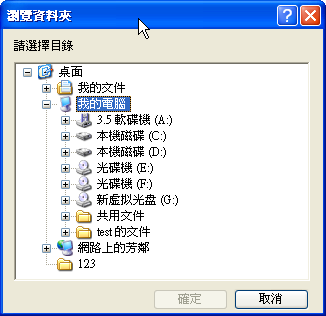 瀏覽資料夾
請選擇目錄
桌面
我的文件
我的電腦
3.5 軟碟機 (A:)
本機磁碟 (C:)
本機磁碟 (D:)
光碟機 (E:)
光碟機 (F:)
新虚拟光盘 (G:)
共用文件
test 的文件
網路上的芳鄰
123
確定
取消